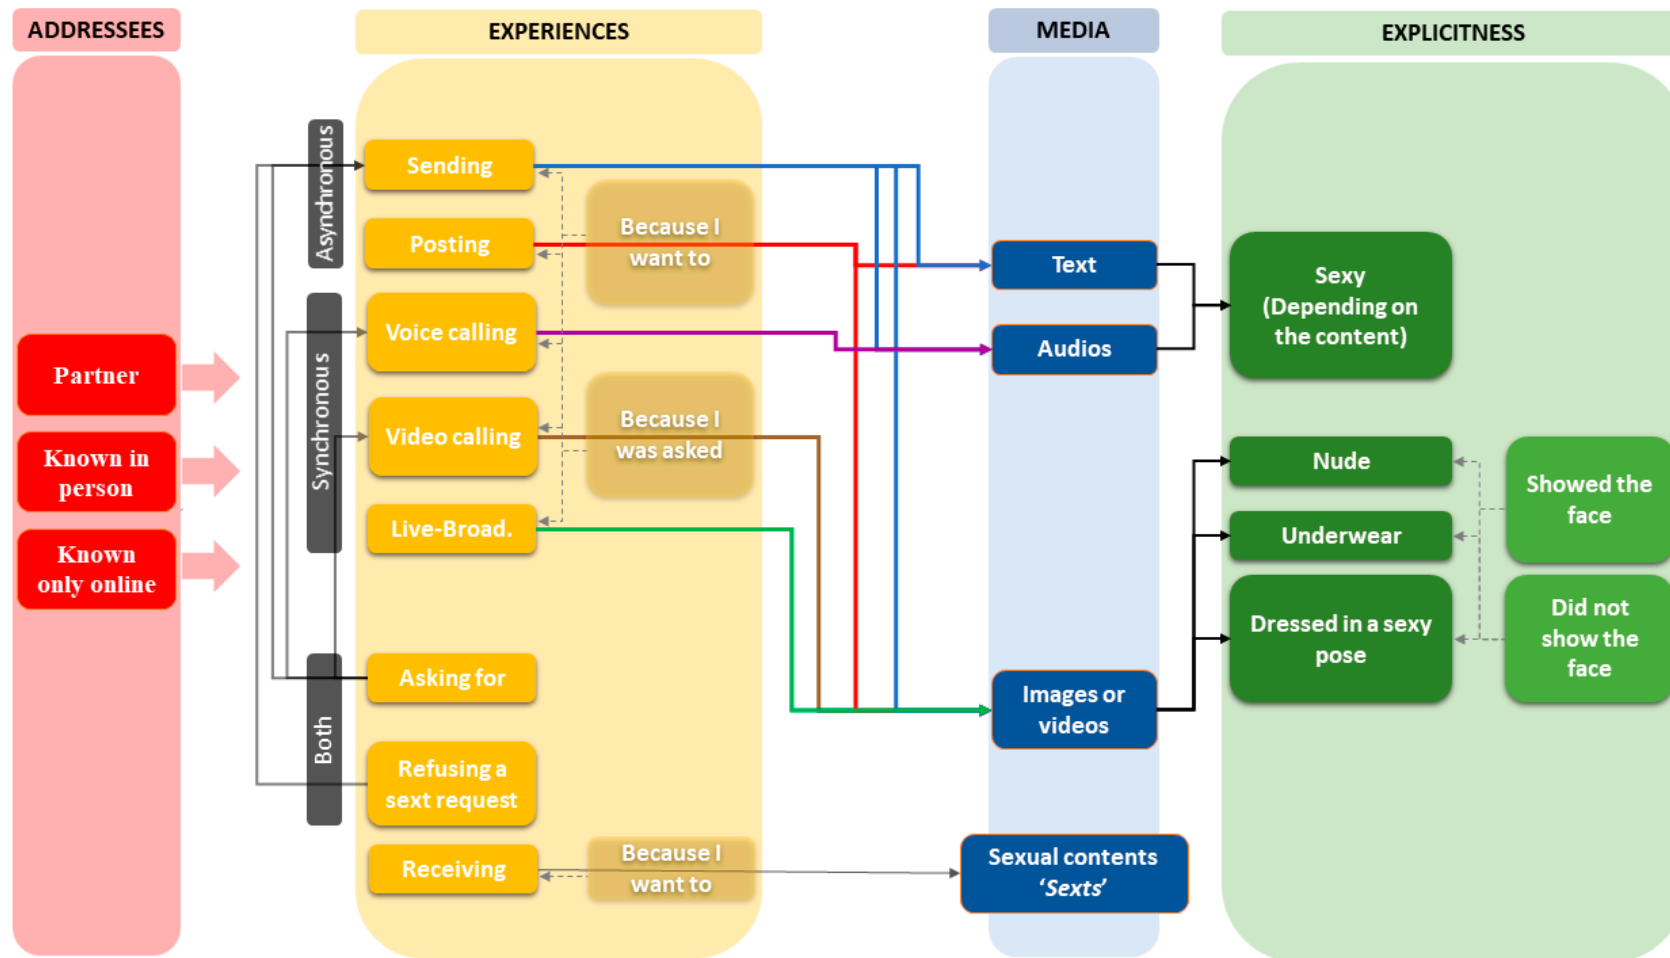 ADDRESSEES
EXPERIENCES
MEDIA
EXPLICITNESS
Partner
Known in
person
Known
only online
Asynchronous
Synchronous
Both
Sending
Posting
Voice calling
Video calling
Live-Broad.
Asking for
Refusing a
sext request
Receiving
Because I
want to
Because I
was asked
Because I
want to
Text
Audios
Images or
videos
Sexual contents
‘Sexts’
Sexy
(Depending on
the content)
Nude
Underwear
Dressed in a sexy
pose
Showed the
face
Did not
show the
face